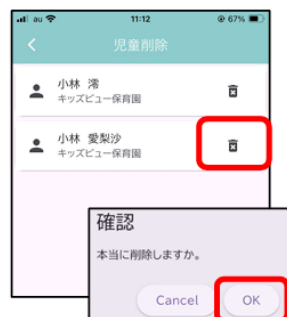 au 11:12 67%
児童削除
小林 澪
キッズビュー保育園
小林 愛梨沙
キッズビュー保育園
確認
本当に削除しますか。
Cancel OK